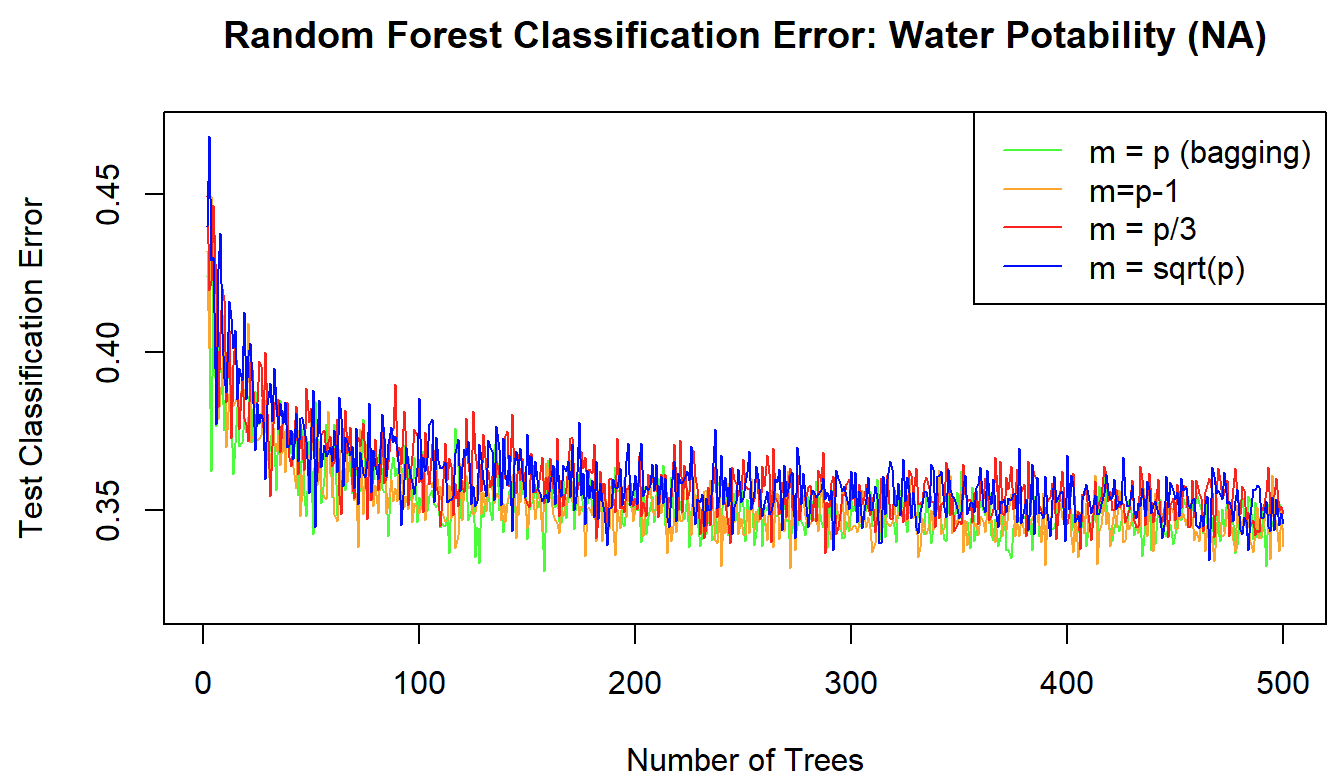 Random Forest Classification Error: Water Potability (NA)
m = p (bagging)
m=p-1
m = p/3
m = sqrt(p)
Test Classification Error
0.45
0.40
0.35
0 100 200 300 400 500
Number of Trees